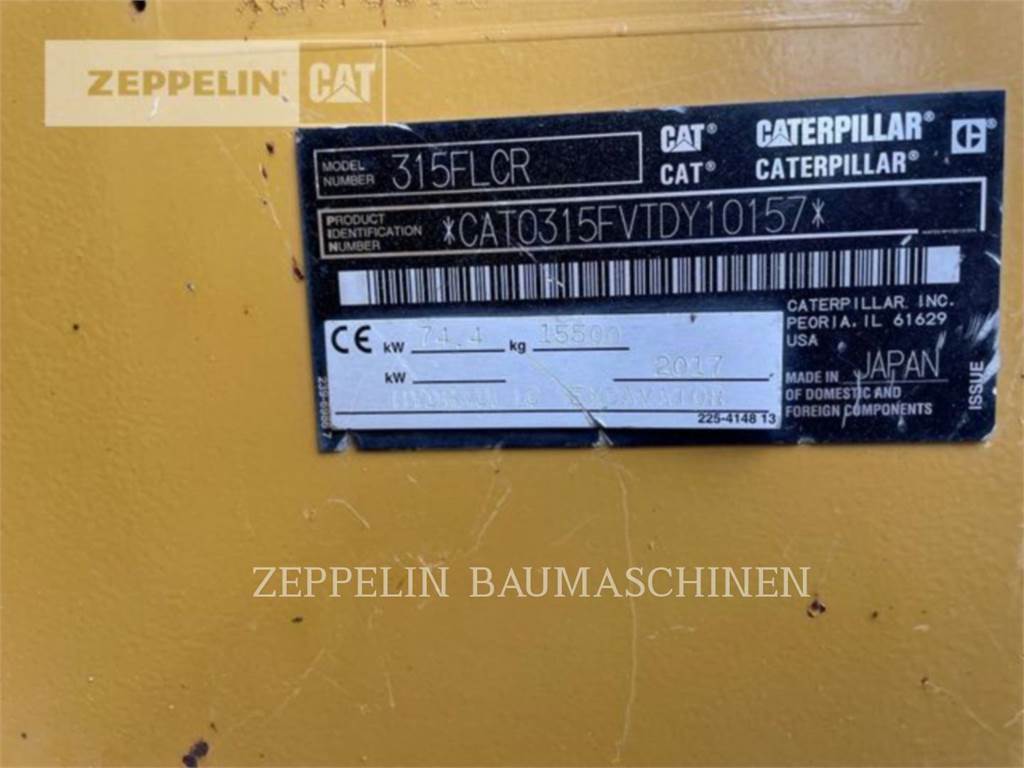 ZEPPELIN CAT
MODEL NUMBER 315FLCR
CAT® CATERPILLAR®
CAT® CATERPILLAR®
PRODUCT IDENTIFICATION NUMBER *CAT0315FVTDY10157*
CATERPILLAR INC.
PEORIA, IL 61629
USA
CE kW 74.4 kg 15500
kW 2017
HYDRAULIC EXCAVATOR
225-4148 13
MADE IN JAPAN
OF DOMESTIC AND
FOREIGN COMPONENTS
ISSUE
ZEPPELIN BAUMASCHINEN